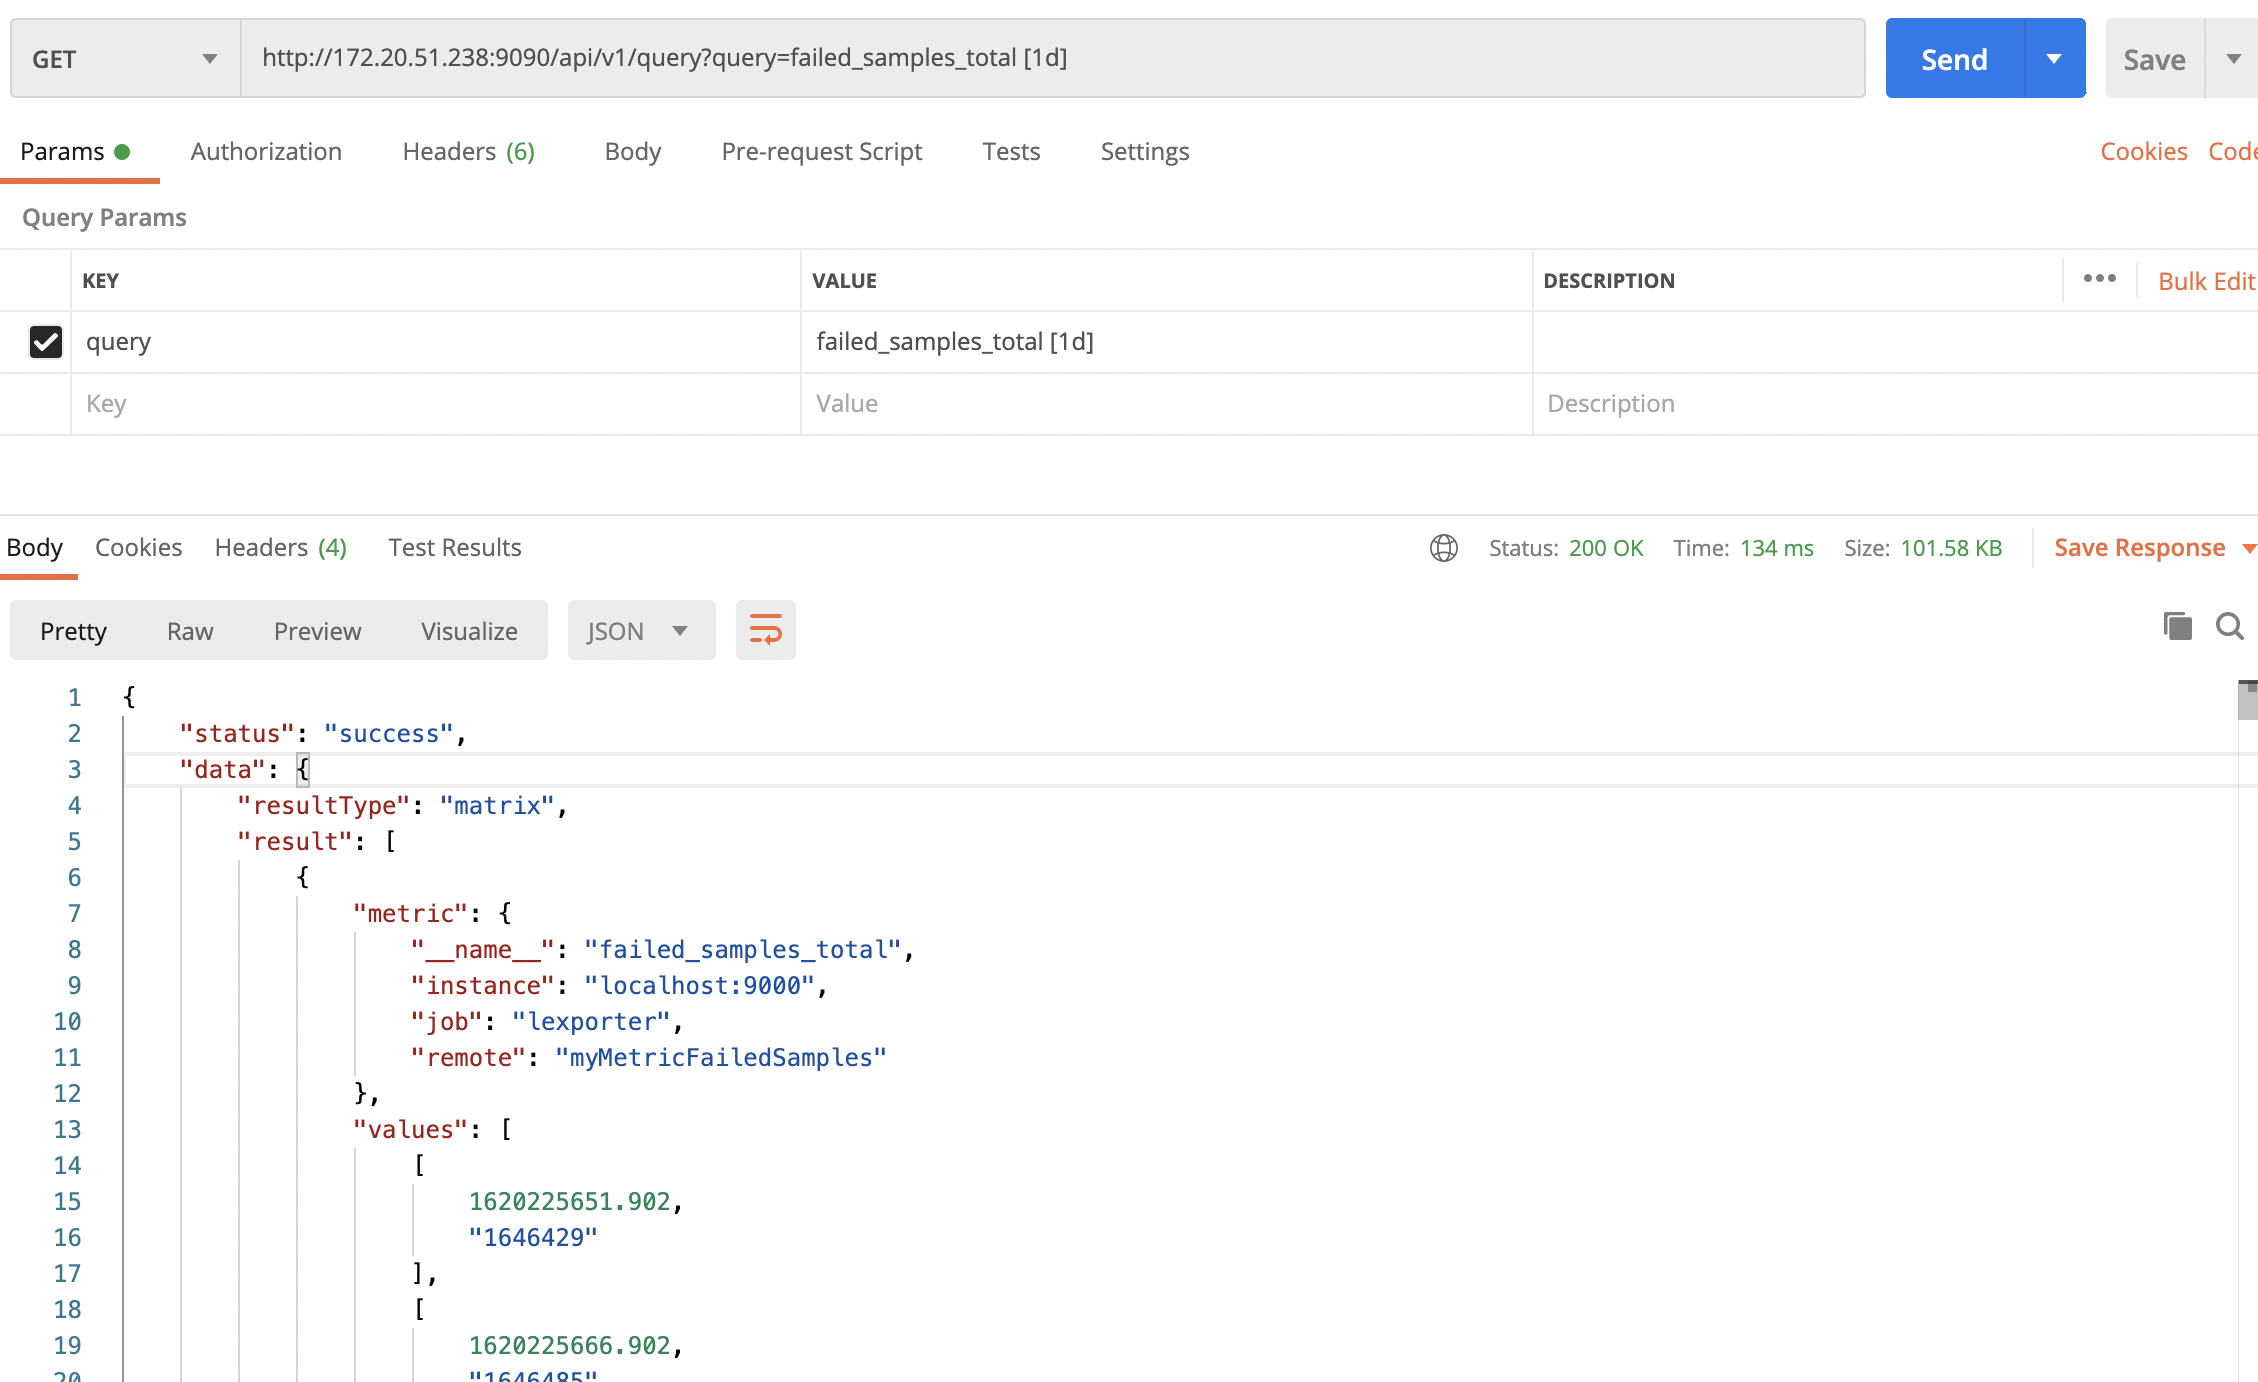 GET http://172.20.51.238:9090/api/v1/query?query=failed_samples_total [1d] Send Save
Params Authorization Headers (6) Body Pre-request Script Tests Settings Cookies Code
Query Params
KEY VALUE DESCRIPTION ••• Bulk Edit
query failed_samples_total [1d]
Key Value Description
Body Cookies Headers (4) Test Results Status: 200 OK Time: 134 ms Size: 101.58 KB Save Response
Pretty Raw Preview Visualize JSON
1 {
2 "status": "success",
3 "data": {
4 "resultType": "matrix",
5 "result": [
6 {
7 "metric": {
8 "__name__": "failed_samples_total",
9 "instance": "localhost:9000",
10 "job": "lexporter",
11 "remote": "myMetricFailedSamples"
12 },
13 "values": [
14 [
15 1620225651.902,
16 "1646429"
17 ],
18 [
19 1620225666.902,
20 "1646485"